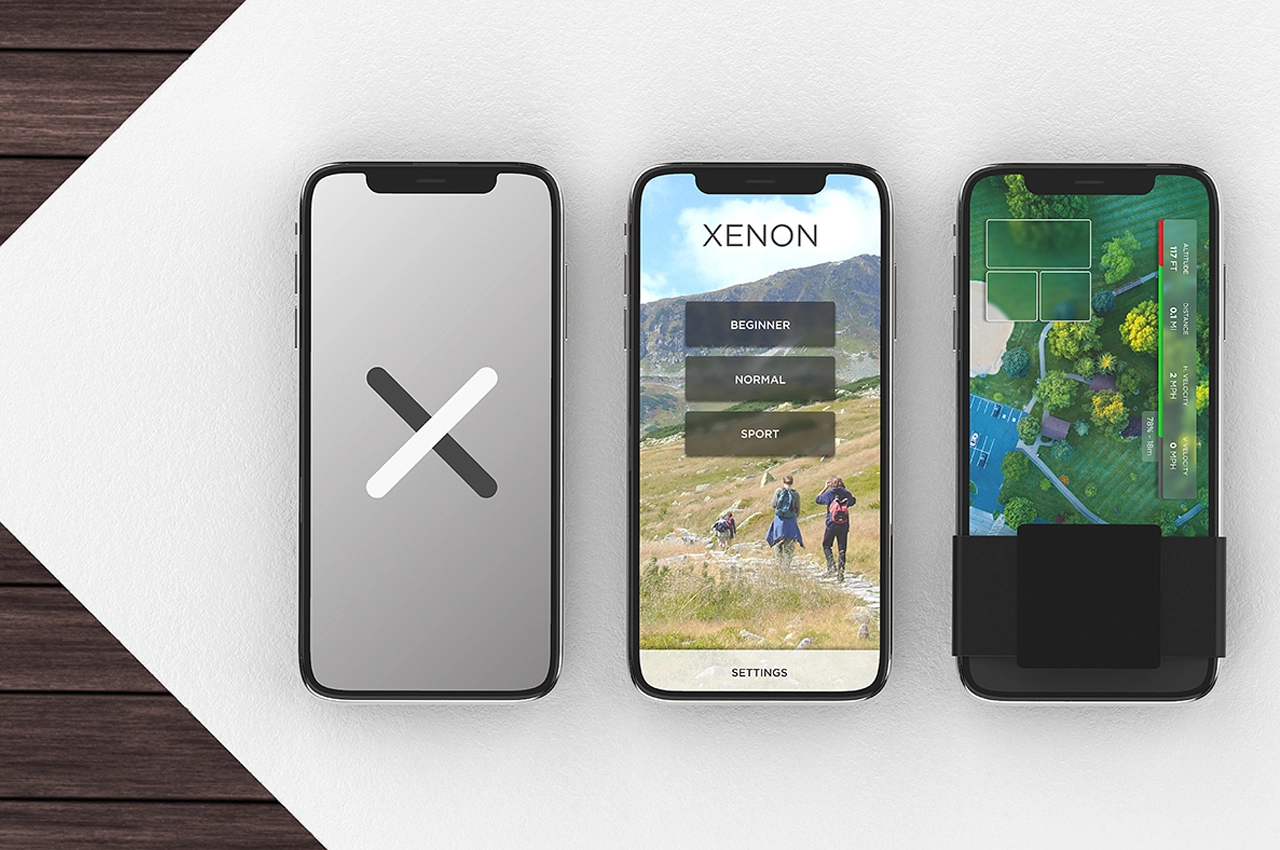 XENON
BEGINNER
NORMAL
SPORT
SETTINGS
ALTITUDE
117 FT
DISTANCE
0.1 MI
H. VELOCITY
2 MPH
V. VELOCITY
0 MPH
78% - 18m